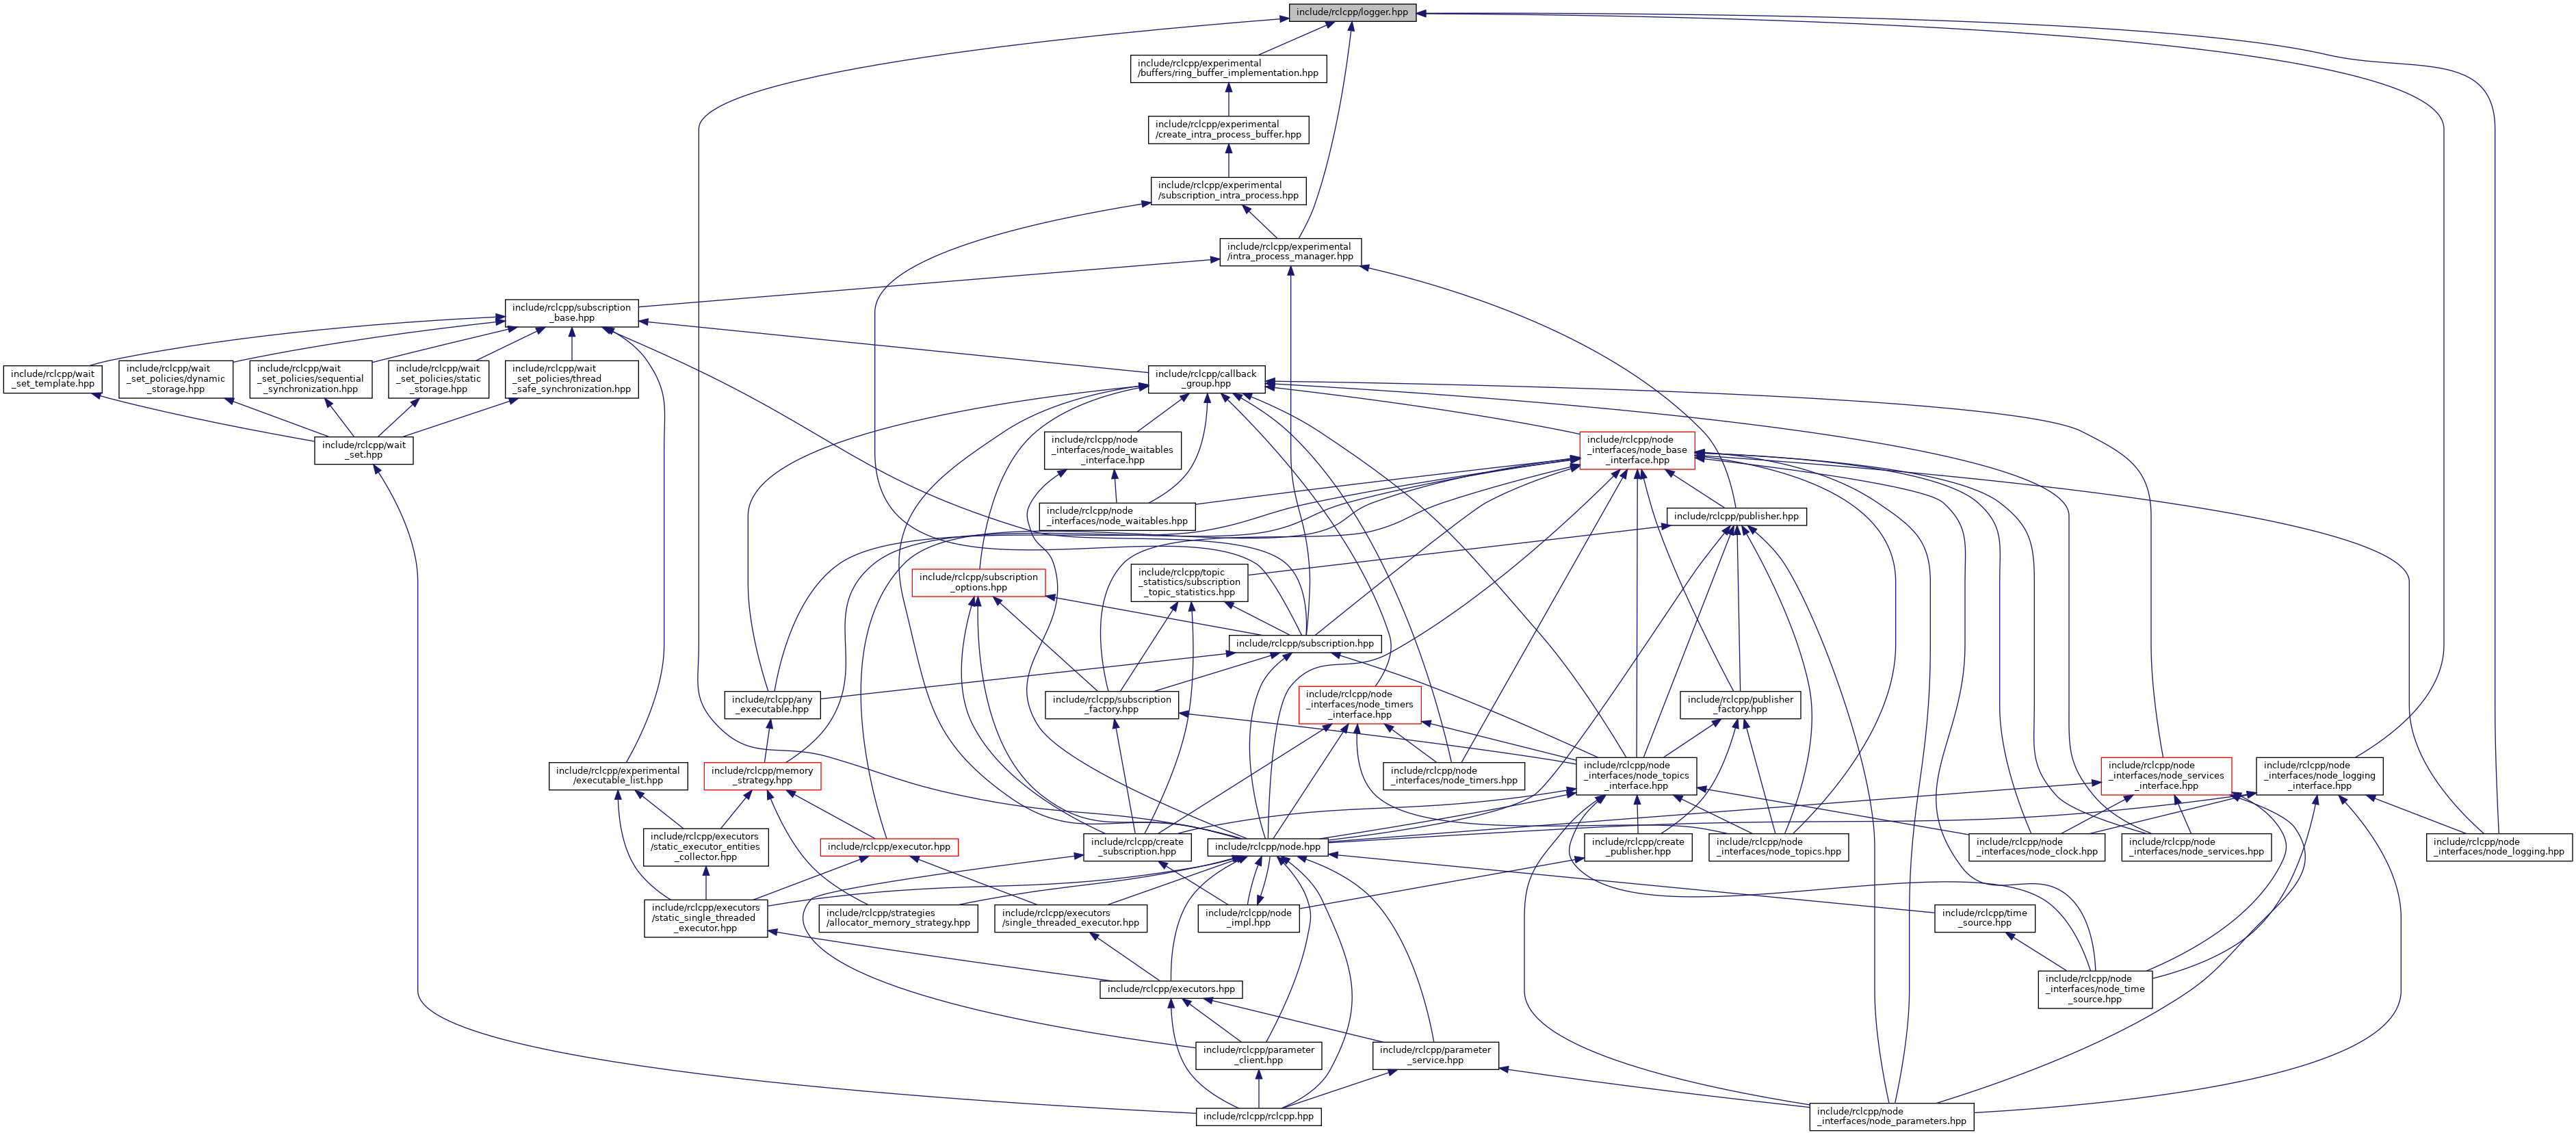 include/rclcpp/logger.hpp
include/rclcpp/experimental
/buffers/ring_buffer_implementation.hpp
include/rclcpp/experimental
/create_intra_process_buffer.hpp
include/rclcpp/experimental
/subscription_intra_process.hpp
include/rclcpp/experimental
/intra_process_manager.hpp
include/rclcpp/subscription
_base.hpp
include/rclcpp/wait
_set_template.hpp
include/rclcpp/wait
_set_policies/dynamic
_storage.hpp
include/rclcpp/wait
_set_policies/sequential
_synchronization.hpp
include/rclcpp/wait
_set_policies/static
_storage.hpp
include/rclcpp/wait
_set_policies/thread
_safe_synchronization.hpp
include/rclcpp/callback
_group.hpp
include/rclcpp/wait
_set.hpp
include/rclcpp/node
_interfaces/node_waitables
_interface.hpp
include/rclcpp/node
_interfaces/node_base
_interface.hpp
include/rclcpp/node
_interfaces/node_waitables.hpp
include/rclcpp/publisher.hpp
include/rclcpp/subscription
_options.hpp
include/rclcpp/topic
_statistics/subscription
_topic_statistics.hpp
include/rclcpp/subscription.hpp
include/rclcpp/any
_executable.hpp
include/rclcpp/subscription
_factory.hpp
include/rclcpp/node
_interfaces/node_timers
_interface.hpp
include/rclcpp/publisher
_factory.hpp
include/rclcpp/experimental
/executable_list.hpp
include/rclcpp/memory
_strategy.hpp
include/rclcpp/node
_interfaces/node_timers.hpp
include/rclcpp/node
_interfaces/node_topics
_interface.hpp
include/rclcpp/node
_interfaces/node_services
_interface.hpp
include/rclcpp/node
_interfaces/node_logging
_interface.hpp
include/rclcpp/executors
/static_executor_entities
_collector.hpp
include/rclcpp/executor.hpp
include/rclcpp/create
_subscription.hpp
include/rclcpp/node.hpp
include/rclcpp/create
_publisher.hpp
include/rclcpp/node
_interfaces/node_topics.hpp
include/rclcpp/node
_interfaces/node_clock.hpp
include/rclcpp/node
_interfaces/node_services.hpp
include/rclcpp/node
_interfaces/node_logging.hpp
include/rclcpp/executors
/static_single_threaded
_executor.hpp
include/rclcpp/strategies
/allocator_memory_strategy.hpp
include/rclcpp/executors
/single_threaded_executor.hpp
include/rclcpp/node
_impl.hpp
include/rclcpp/time
_source.hpp
include/rclcpp/executors.hpp
include/rclcpp/node
_interfaces/node_time
_source.hpp
include/rclcpp/parameter
_client.hpp
include/rclcpp/parameter
_service.hpp
include/rclcpp/rclcpp.hpp
include/rclcpp/node
_interfaces/node_parameters.hpp